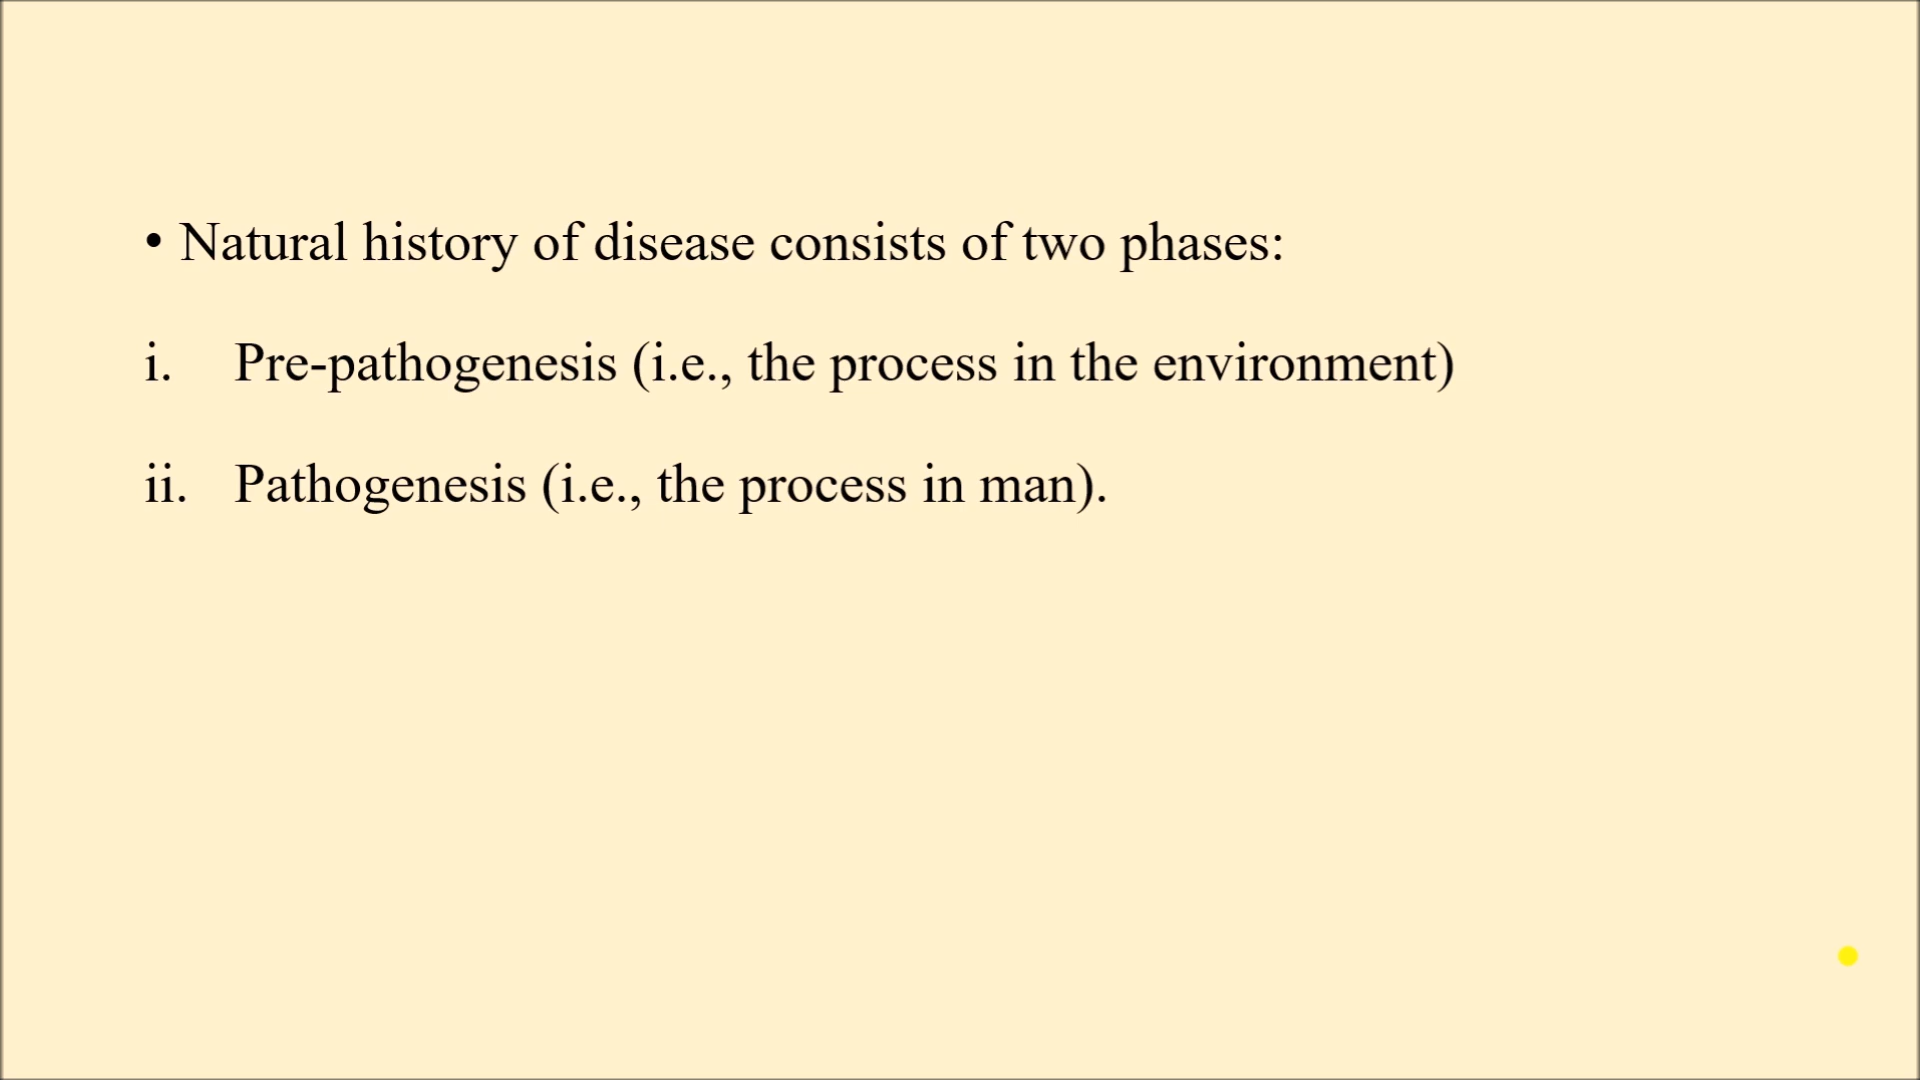 • Natural history of disease consists of two phases:
i. Pre-pathogenesis (i.e., the process in the environment)
ii. Pathogenesis (i.e., the process in man).